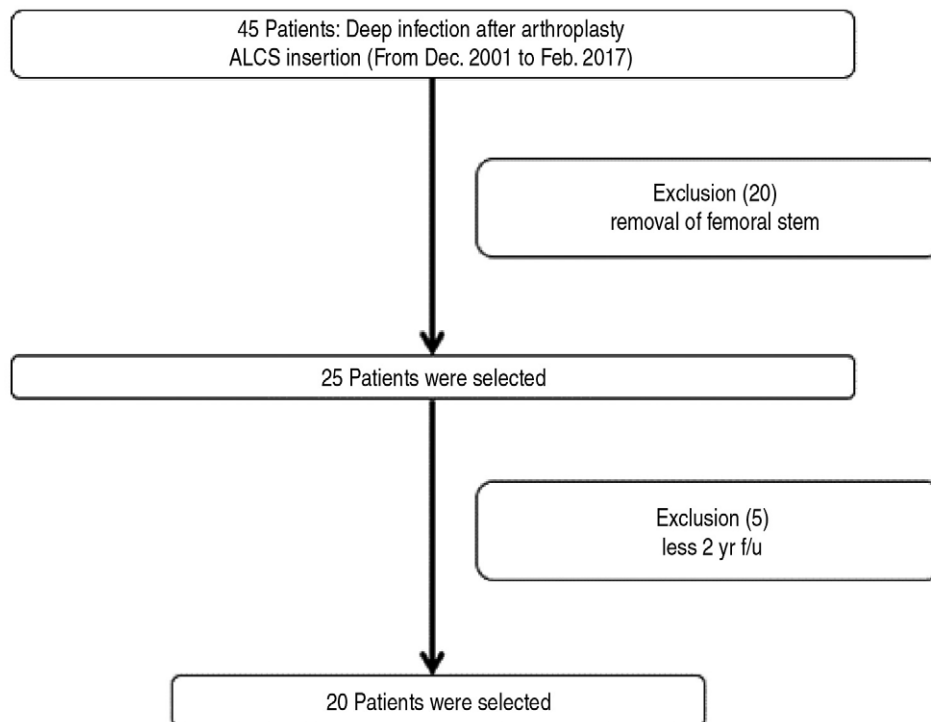 45 Patients: Deep infection after arthroplasty
ALCS insertion (From Dec. 2001 to Feb. 2017)
Exclusion (20)
removal of femoral stem
25 Patients were selected
Exclusion (5)
less 2 yr f/u
20 Patients were selected